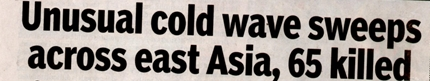 Unusual cold wave sweeps
across east Asia, 65 killed